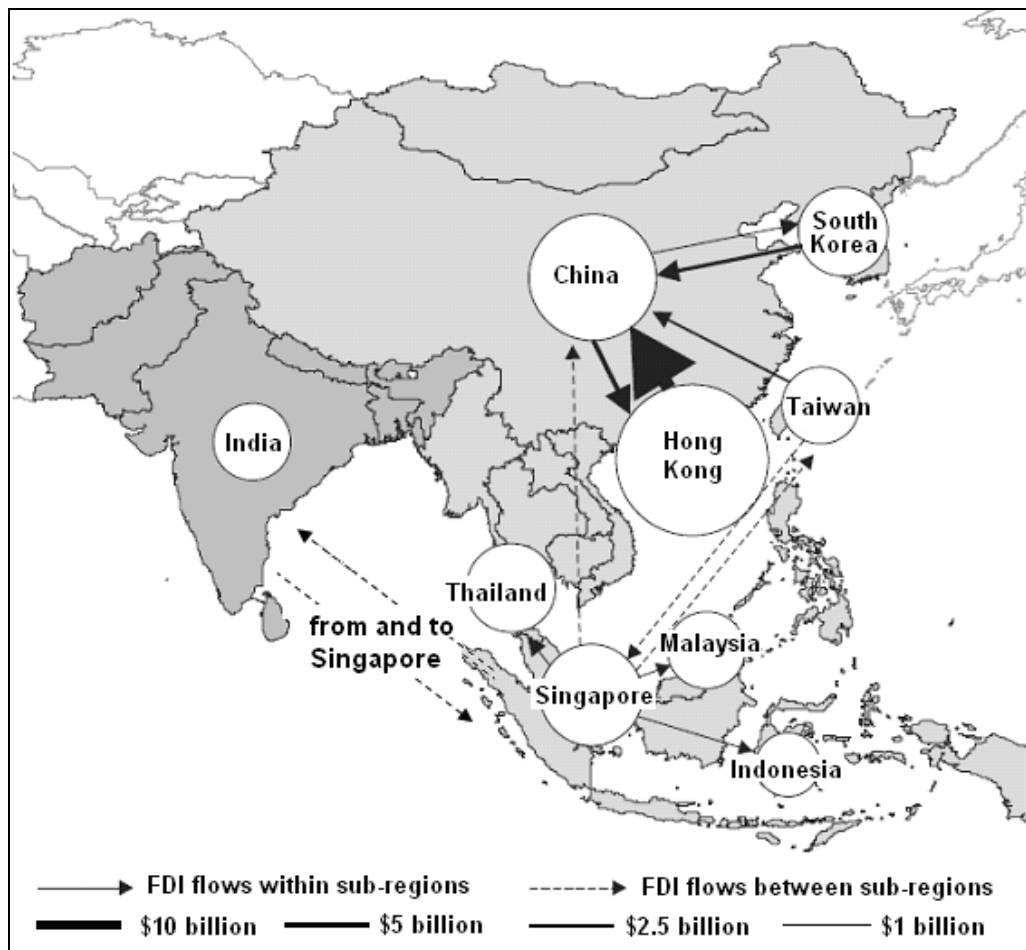 South
Korea
China
Taiwan
Hong
Kong
India
Thailand
from and to
Singapore
Malaysia
Singapore
Indonesia
FDI flows within sub-regions
FDI flows between sub-regions
$10 billion
$5 billion
$2.5 billion
$1 billion